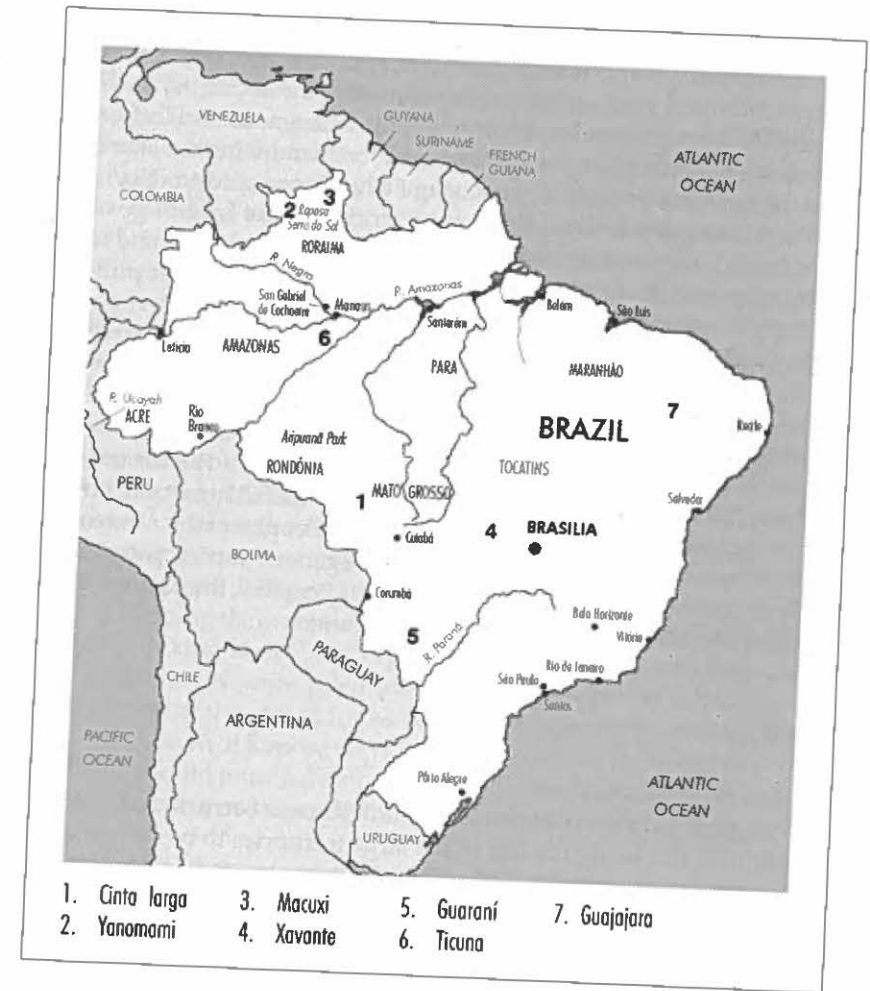 VENEZUELA
GUYANA
SURINAME
FRENCH
GUIANA
ATLANTIC
OCEAN
COLOMBIA
2
3
Raposa
Serra do Sol
RORAIMA
R. Negro
R. Amazonas
San Gabriel
de Cochoeira
Manaus
Santarém
Belém
São Luis
Leticia
AMAZONAS
6
PARA
MARANHÃO
R. Ucayali
ACRE
Rio
Branco
Aripuanã Park
BRAZIL
7
Recife
RONDÔNIA
TOCATINS
PERU
1
MATO GROSSO
Salvador
4
BRASILIA
Cuiabá
BOLIVIA
Corumbá
Belo Horizonte
5
R. Paraná
Vitória
PARAGUAY
Rio de Janeiro
São Paulo
Santos
CHILE
ARGENTINA
PACIFIC
OCEAN
Pôrto Alegre
ATLANTIC
OCEAN
URUGUAY
1. Cinta larga 3. Macuxi 5. Guaraní 7. Guajajara
2. Yanomami 4. Xavante 6. Ticuna